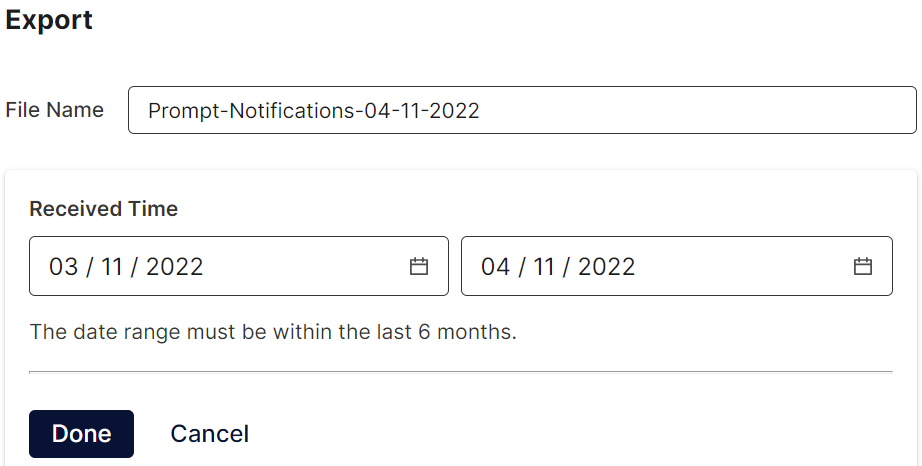 Export
File Name Prompt-Notifications-04-11-2022
Received Time
03 / 11 / 2022 04 / 11 / 2022
The date range must be within the last 6 months.
Done Cancel